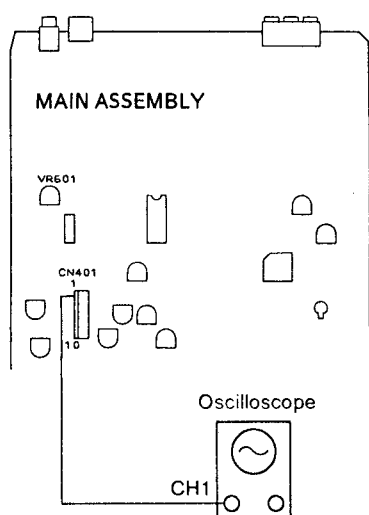 MAIN ASSEMBLY
VR601
CN401
1
10
Oscilloscope
CH1